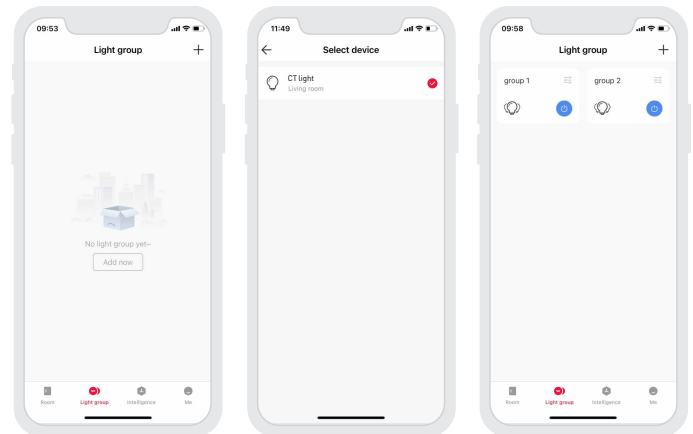 09:53
Light group
No light group yet~
Add now
Room
Light group
Intelligence
Me
11:49
Select device
CT light
Living room
09:58
Light group
group 1
group 2
Room
Light group
Intelligence
Me